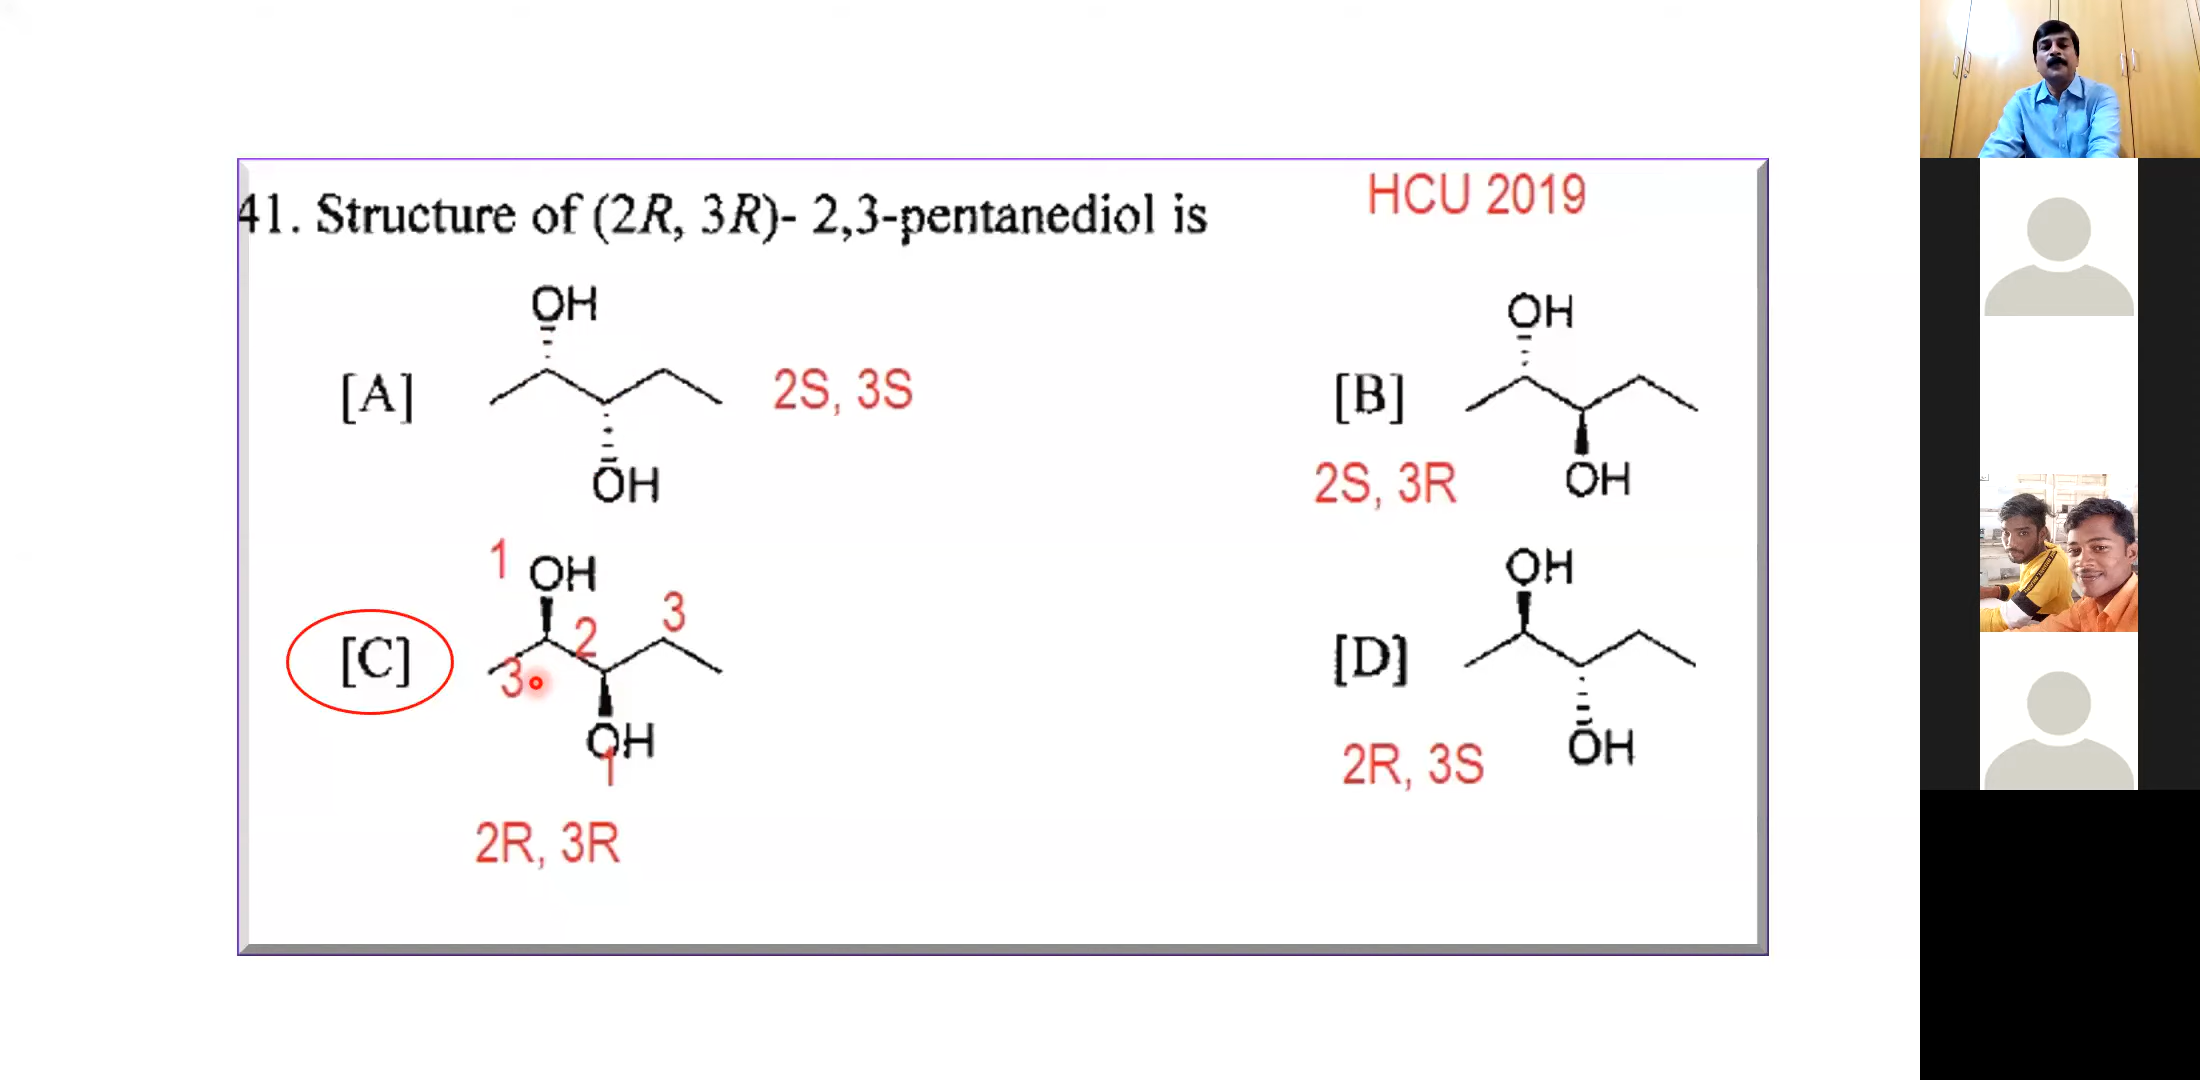 HCU 2019
41. Structure of (2R, 3R)- 2,3-pentanediol is
OH
[A]
2S, 3S
OH
OH
[B]
2S, 3R
OH
1
OH
2
3
[C]
3
OH
1
2R, 3R
OH
[D]
OH
2R, 3S